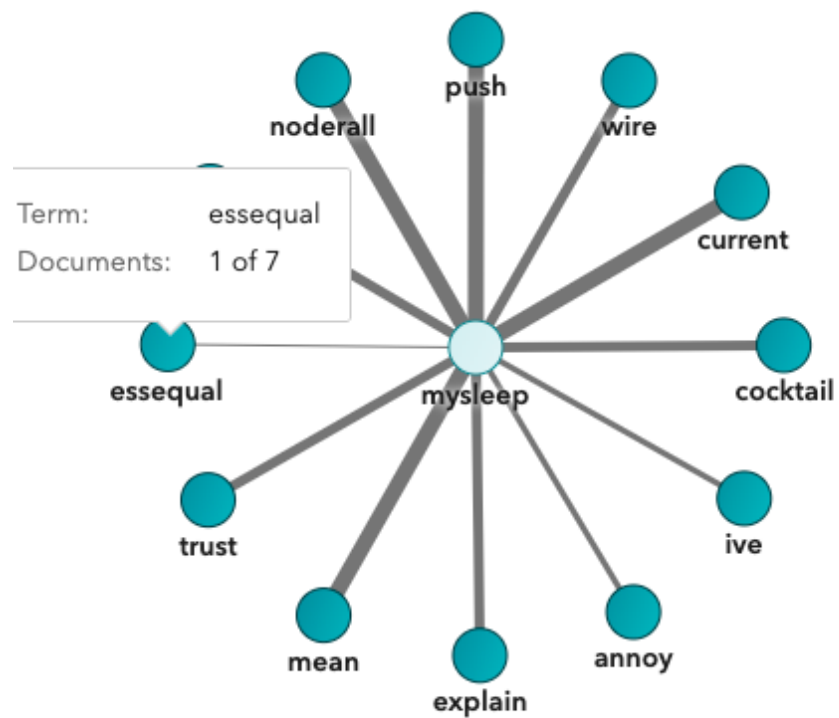 push
noderall
wire
Term: essequal
Documents: 1 of 7
current
essequal
mysleep
cocktail
trust
ive
mean
annoy
explain